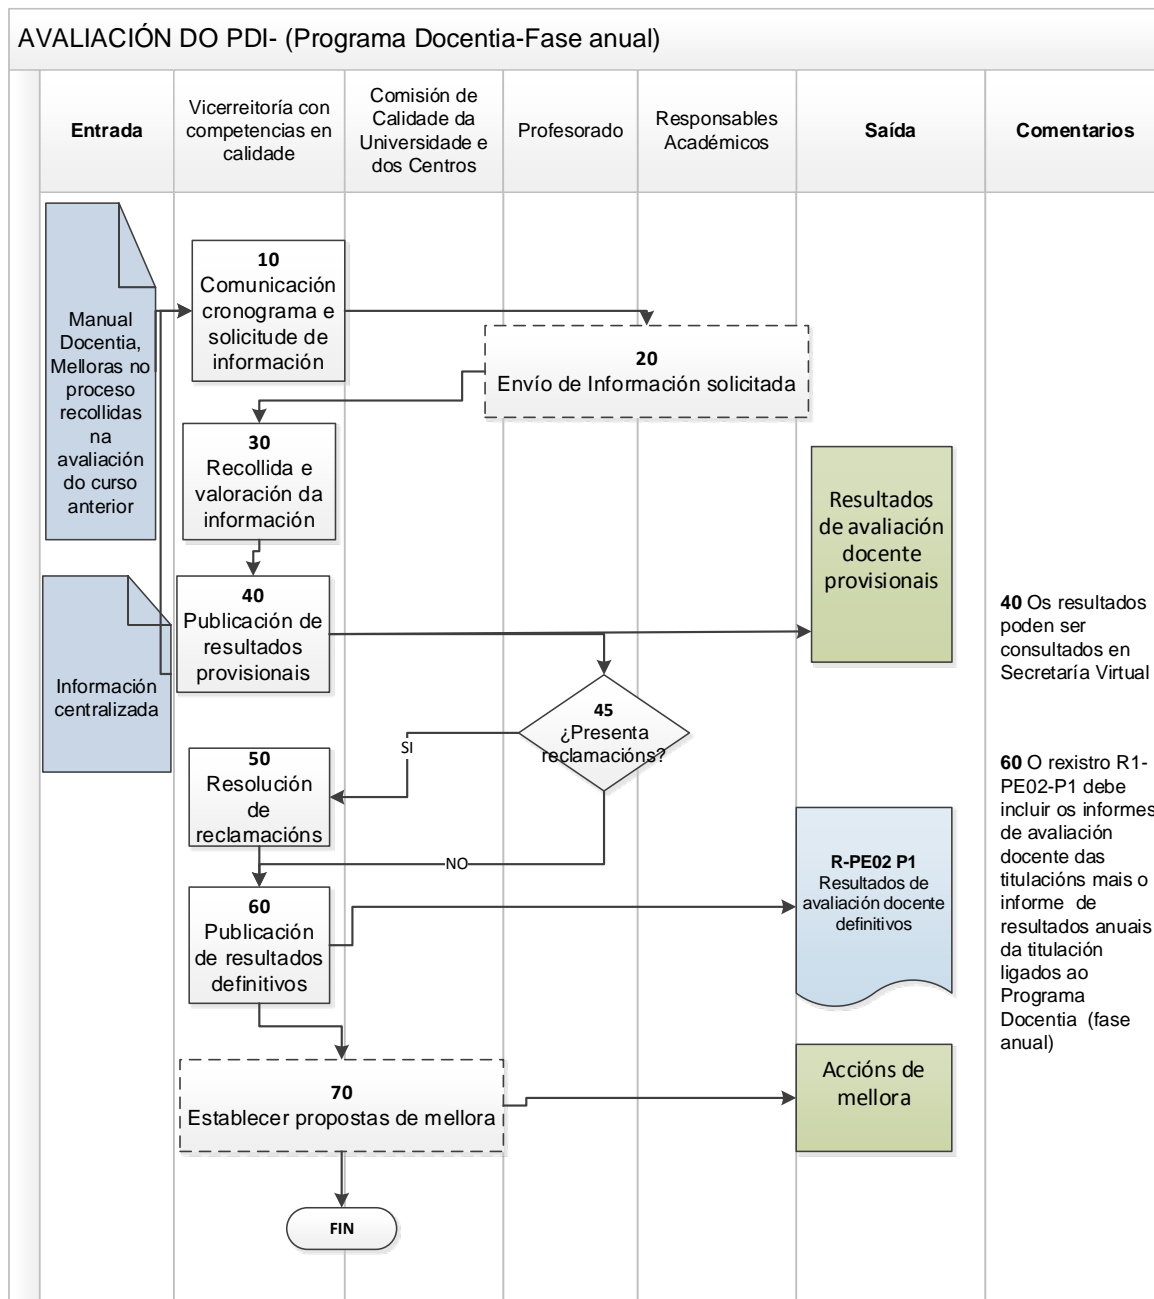 AVALIACIÓN DO PDI- (Programa Docentia-Fase anual)
Entrada
Vicerreitoría con
competencias en
calidade
Comisión de
Calidade da
Universidade e
dos Centros
Profesorado
Responsables
Académicos
Saída
Comentarios
Manual
Docentia,
Melloras no
proceso
recollidas
na
avaliación
do curso
anterior
10
Comunicación
cronograma e
solicitude de
información
20
Envío de Información solicitada
30
Recollida e
valoración da
información
Resultados
de avaliación
docente
provisionais
Información
centralizada
40
Publicación de
resultados
provisionais
40 Os resultados
poden ser
consultados en
Secretaría Virtual
45
¿Presenta
reclamacións?
SI
50
Resolución
de
reclamacións
NO
60
Publicación
de resultados
definitivos
R-PE02 P1
Resultados de
avaliación docente
definitivos
60 O rexistro R1-
PE02-P1 debe
incluir os informes
de avaliación
docente das
titulacións mais o
informe de
resultados anuais
da titulación
ligados ao
Programa
Docentia (fase
anual)
70
Establecer propostas de mellora
Accións de
mellora
FIN